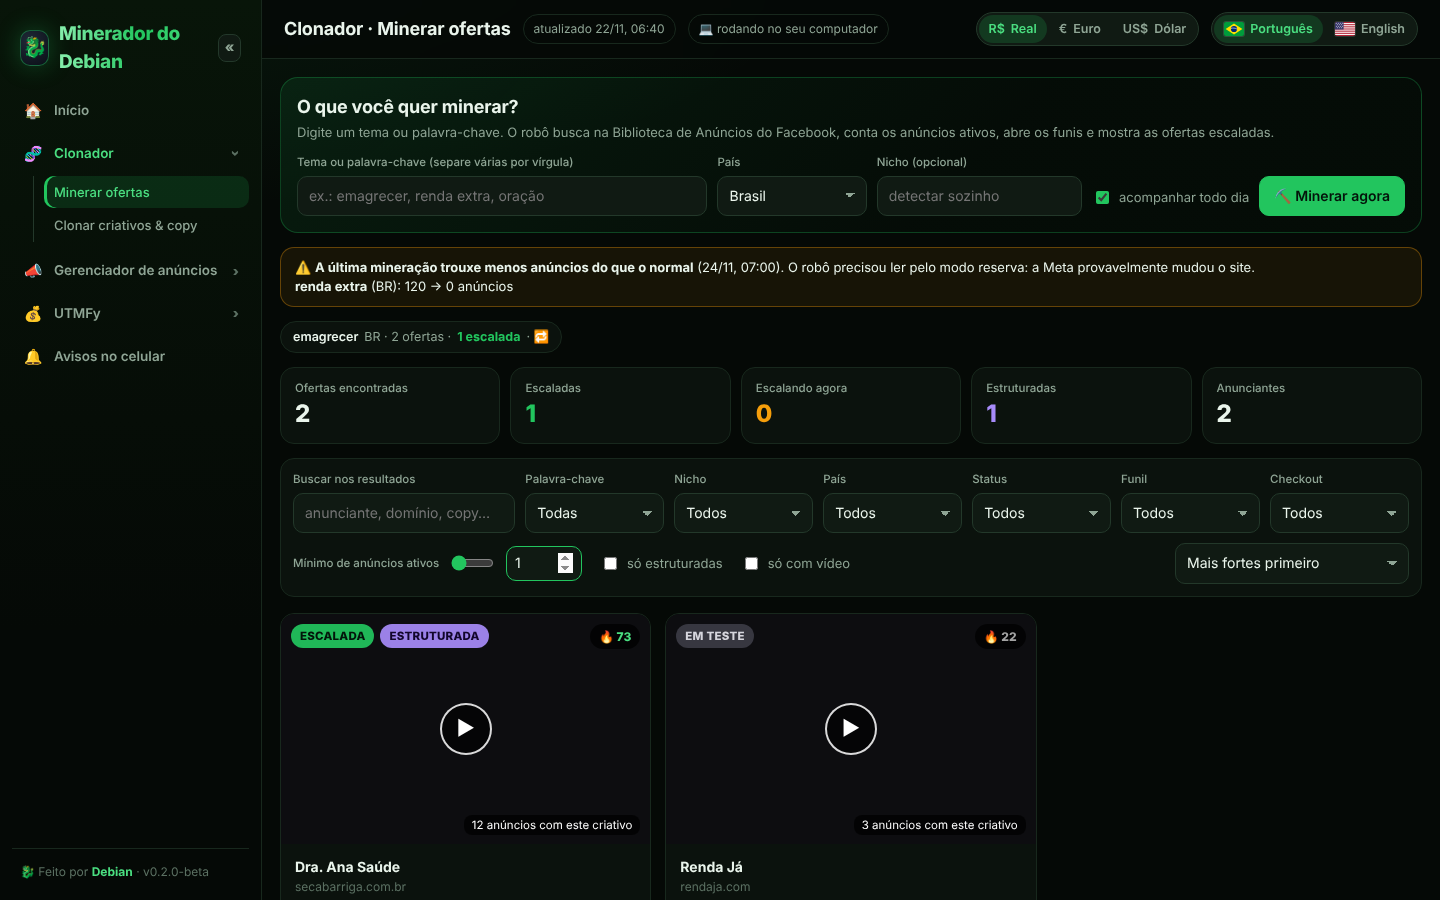 Minerador do
Debian
«
Início
Clonador
Minerar ofertas
Clonar criativos & copy
Gerenciador de anúncios
UTMFy
Avisos no celular
Feito por Debian · v0.2.0-beta
Clonador · Minerar ofertas
atualizado 22/11, 06:40
rodando no seu computador
R$ Real
€ Euro
US$ Dólar
Português
English
O que você quer minerar?
Digite um tema ou palavra-chave. O robô busca na Biblioteca de Anúncios do Facebook, conta os anúncios ativos, abre os funis e mostra as ofertas escaladas.
Tema ou palavra-chave (separe várias por vírgula)
País
Nicho (opcional)
ex.: emagrecer, renda extra, oração
Brasil
detectar sozinho
acompanhar todo dia
Minerar agora
A última mineração trouxe menos anúncios do que o normal (24/11, 07:00). O robô precisou ler pelo modo reserva: a Meta provavelmente mudou o site.
renda extra (BR): 120 → 0 anúncios
emagrecer BR · 2 ofertas · 1 escalada ·
Ofertas encontradas
2
Escaladas
1
Escalando agora
0
Estruturadas
1
Anunciantes
2
Buscar nos resultados
Palavra-chave
Nicho
País
Status
Funil
Checkout
anunciante, domínio, copy...
Todas
Todos
Todos
Todos
Todos
Todos
Mínimo de anúncios ativos
1
só estruturadas
só com vídeo
Mais fortes primeiro
ESCALADA
ESTRUTURADA
73
12 anúncios com este criativo
Dra. Ana Saúde
secabarriga.com.br
EM TESTE
22
3 anúncios com este criativo
Renda Já
rendaja.com